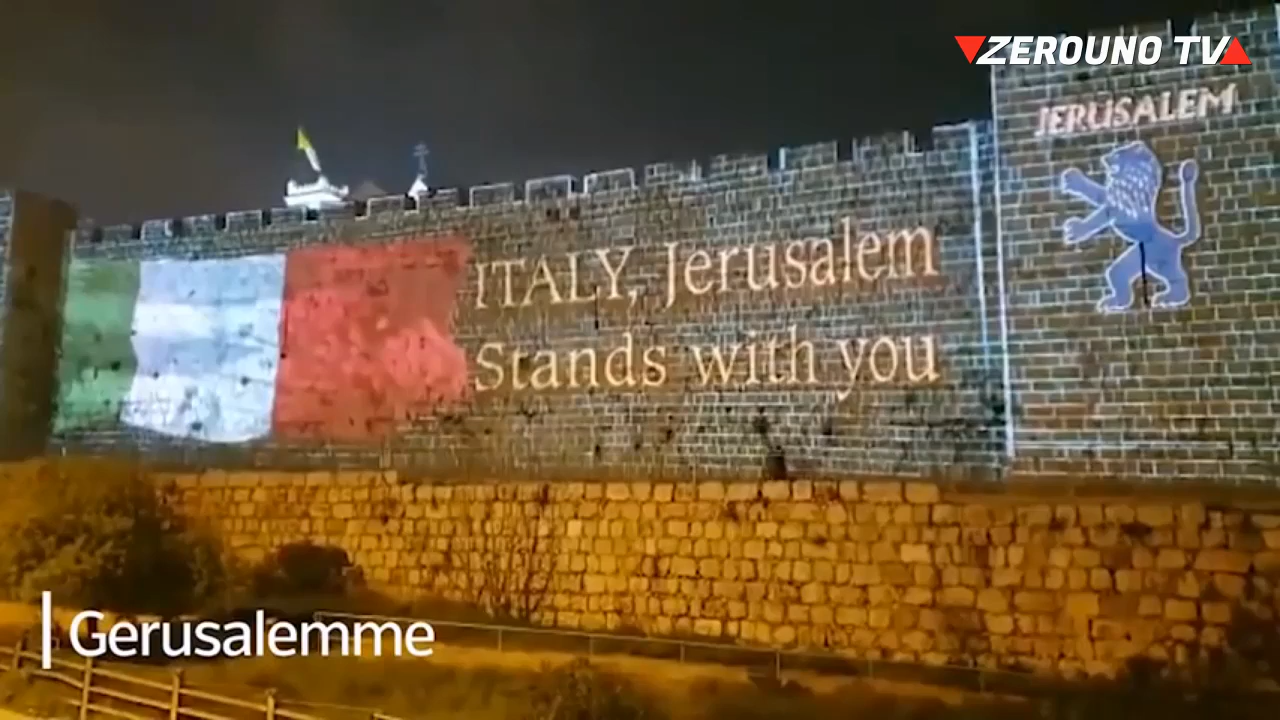 ZEROUNO TV
JERUSALEM
ITALY, Jerusalem
Stands with you
Gerusalemme